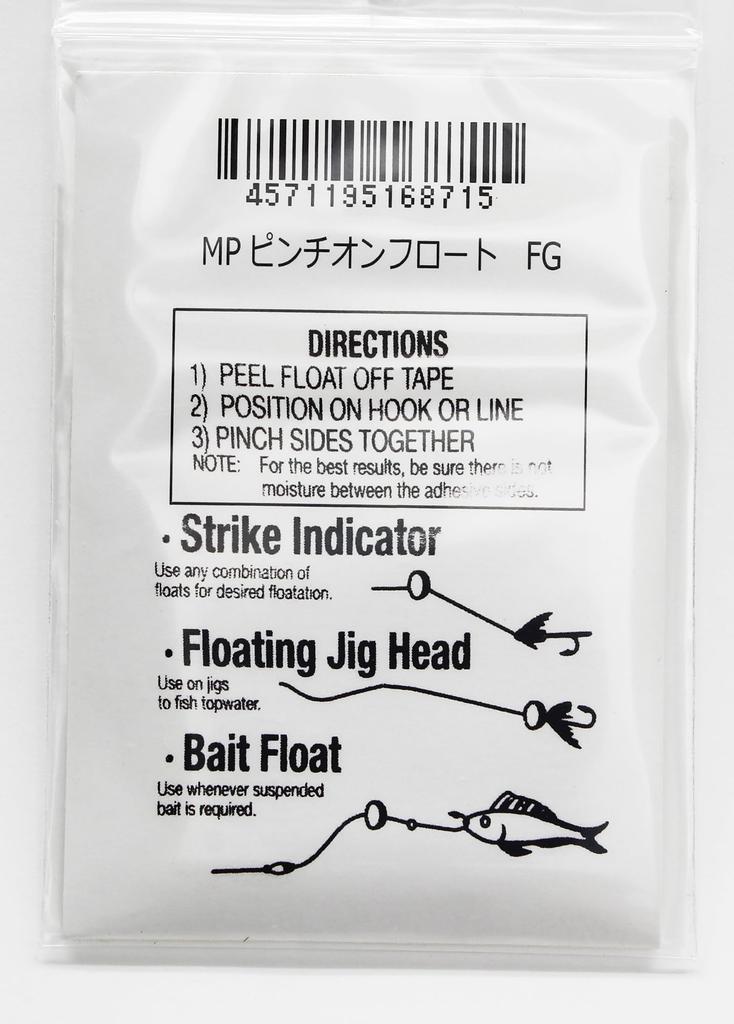 4571195168715
MP ピンチオンフロート FG
DIRECTIONS
1) PEEL FLOAT OFF TAPE
2) POSITION ON HOOK OR LINE
3) PINCH SIDES TOGETHER
NOTE: For the best results, be sure there is not
moisture between the adhesive sides.
· Strike Indicator
Use any combination of
floats for desired floatation.
· Floating Jig Head
Use on jigs
to fish topwater.
· Bait Float
Use whenever suspended
bait is required.